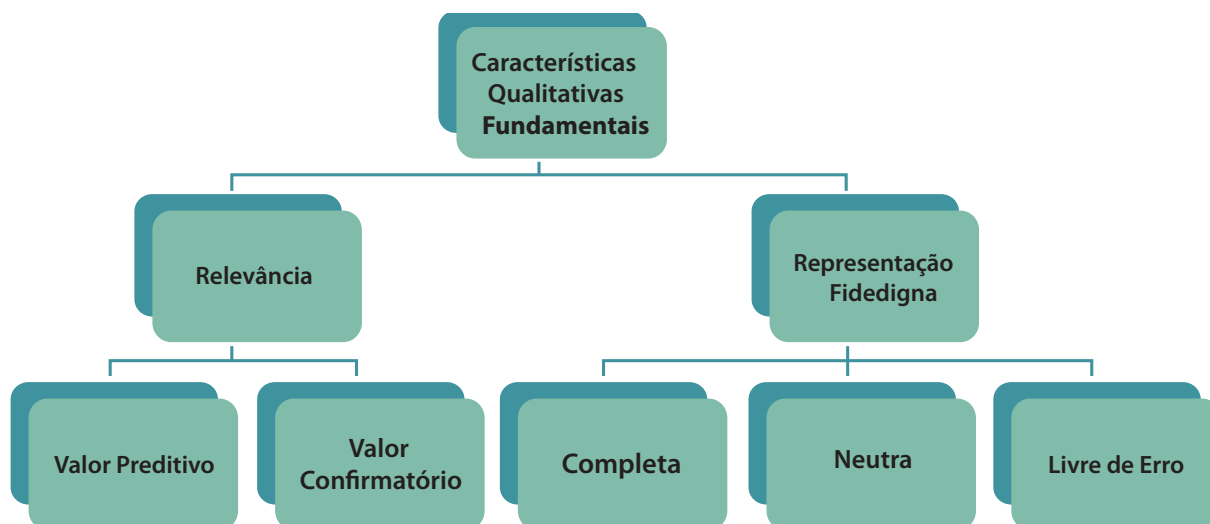 Características
Qualitativas
Fundamentais
Relevância
Representação
Fidedigna
Valor Preditivo
Valor
Confirmatório
Completa
Neutra
Livre de Erro